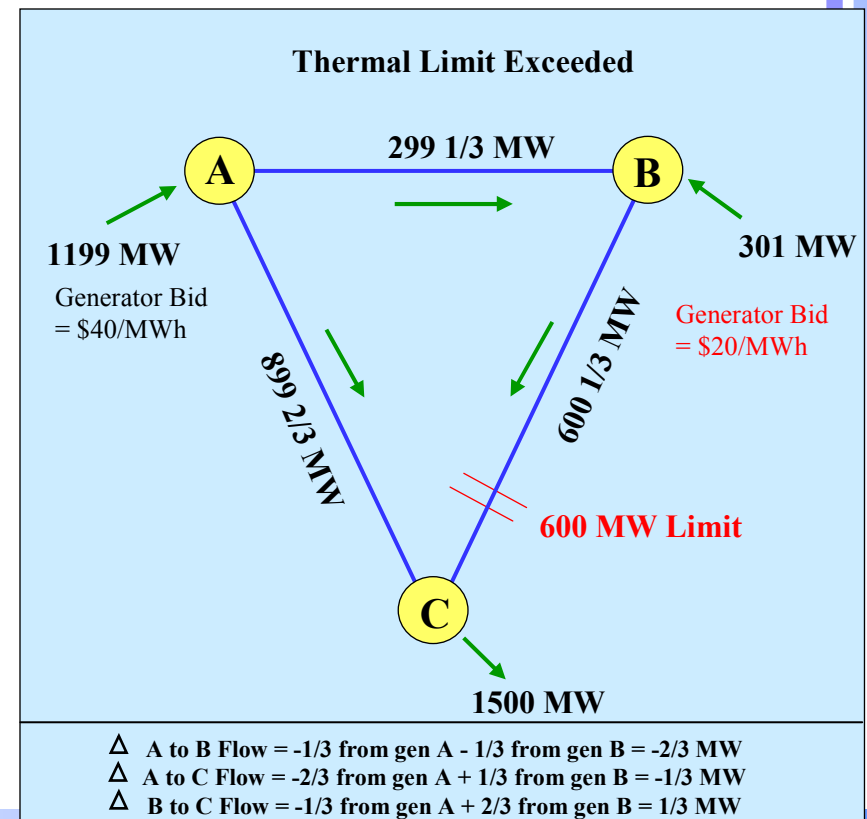 Thermal Limit Exceeded
299 1/3 MW
A
B
1199 MW
301 MW
Generator Bid
= $40/MWh
Generator Bid
= $20/MWh
899 2/3 MW
600 1/3 MW
600 MW Limit
C
1500 MW
Δ A to B Flow = -1/3 from gen A - 1/3 from gen B = -2/3 MW
Δ A to C Flow = -2/3 from gen A + 1/3 from gen B = -1/3 MW
Δ B to C Flow = -1/3 from gen A + 2/3 from gen B = 1/3 MW